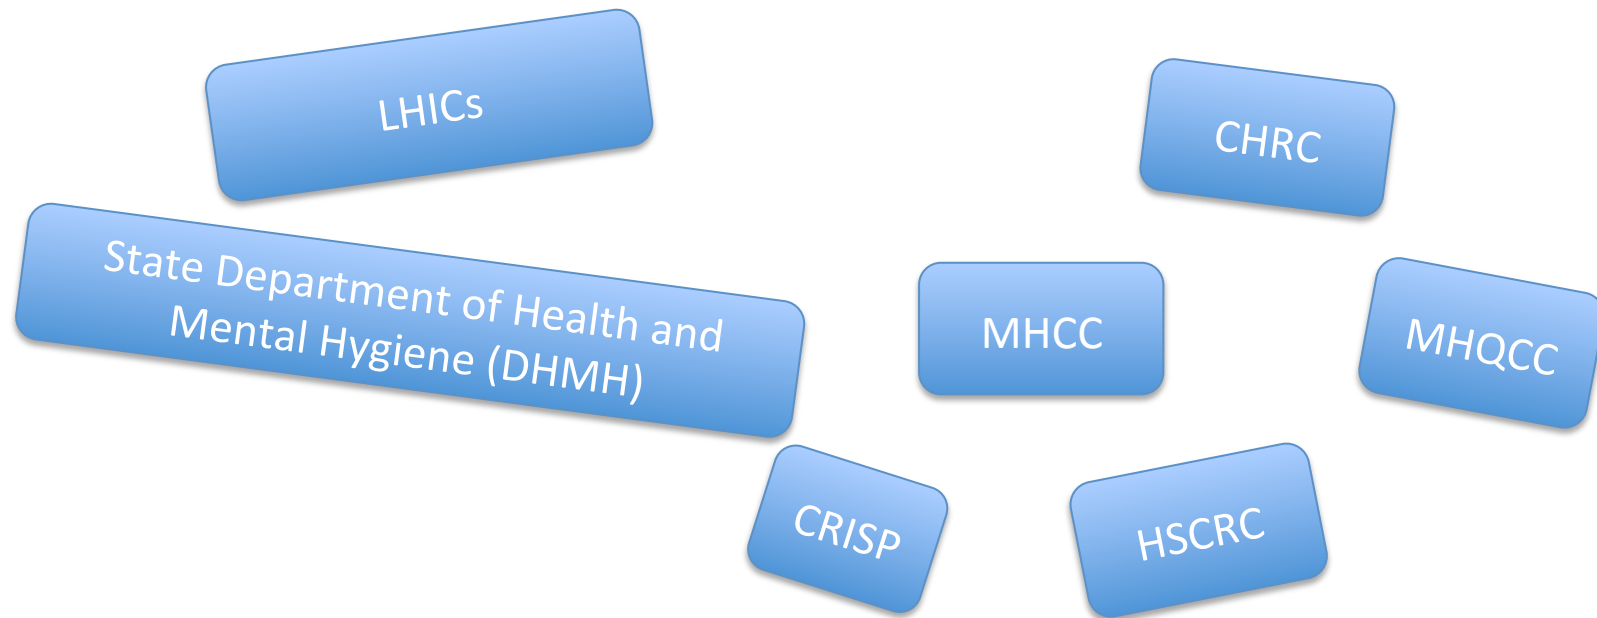 LHICs
CHRC
State Department of Health and
Mental Hygiene (DHMH)
MHCC
MHQCC
CRISP
HSCRC